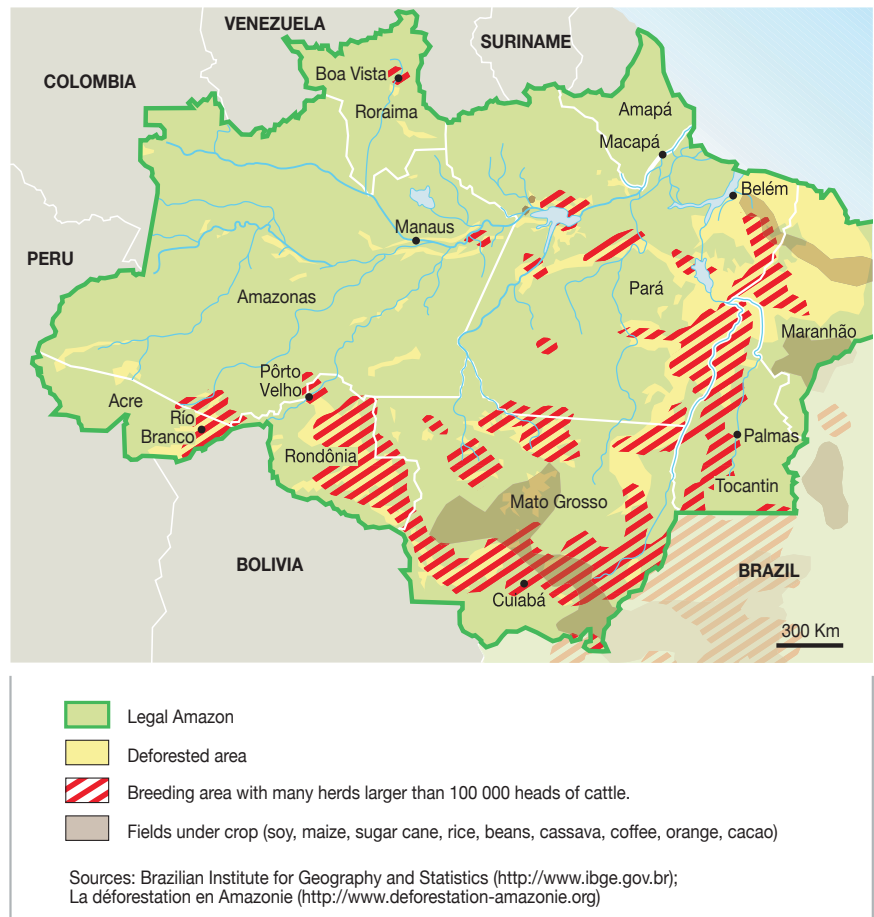 VENEZUELA
SURINAME
COLOMBIA
Boa Vista
Roraima
Amapá
Macapá
Belém
Manaus
PERU
Amazonas
Pará
Maranhão
Acre
Pôrto
Velho
Río
Branco
Rondônia
Palmas
Mato Grosso
Tocantin
BOLIVIA
BRAZIL
Cuiabá
300 Km
Legal Amazon
Deforested area
Breeding area with many herds larger than 100 000 heads of cattle.
Fields under crop (soy, maize, sugar cane, rice, beans, cassava, coffee, orange, cacao)
Sources: Brazilian Institute for Geography and Statistics (http://www.ibge.gov.br);
La déforestation en Amazonie (http://www.deforestation-amazonie.org)